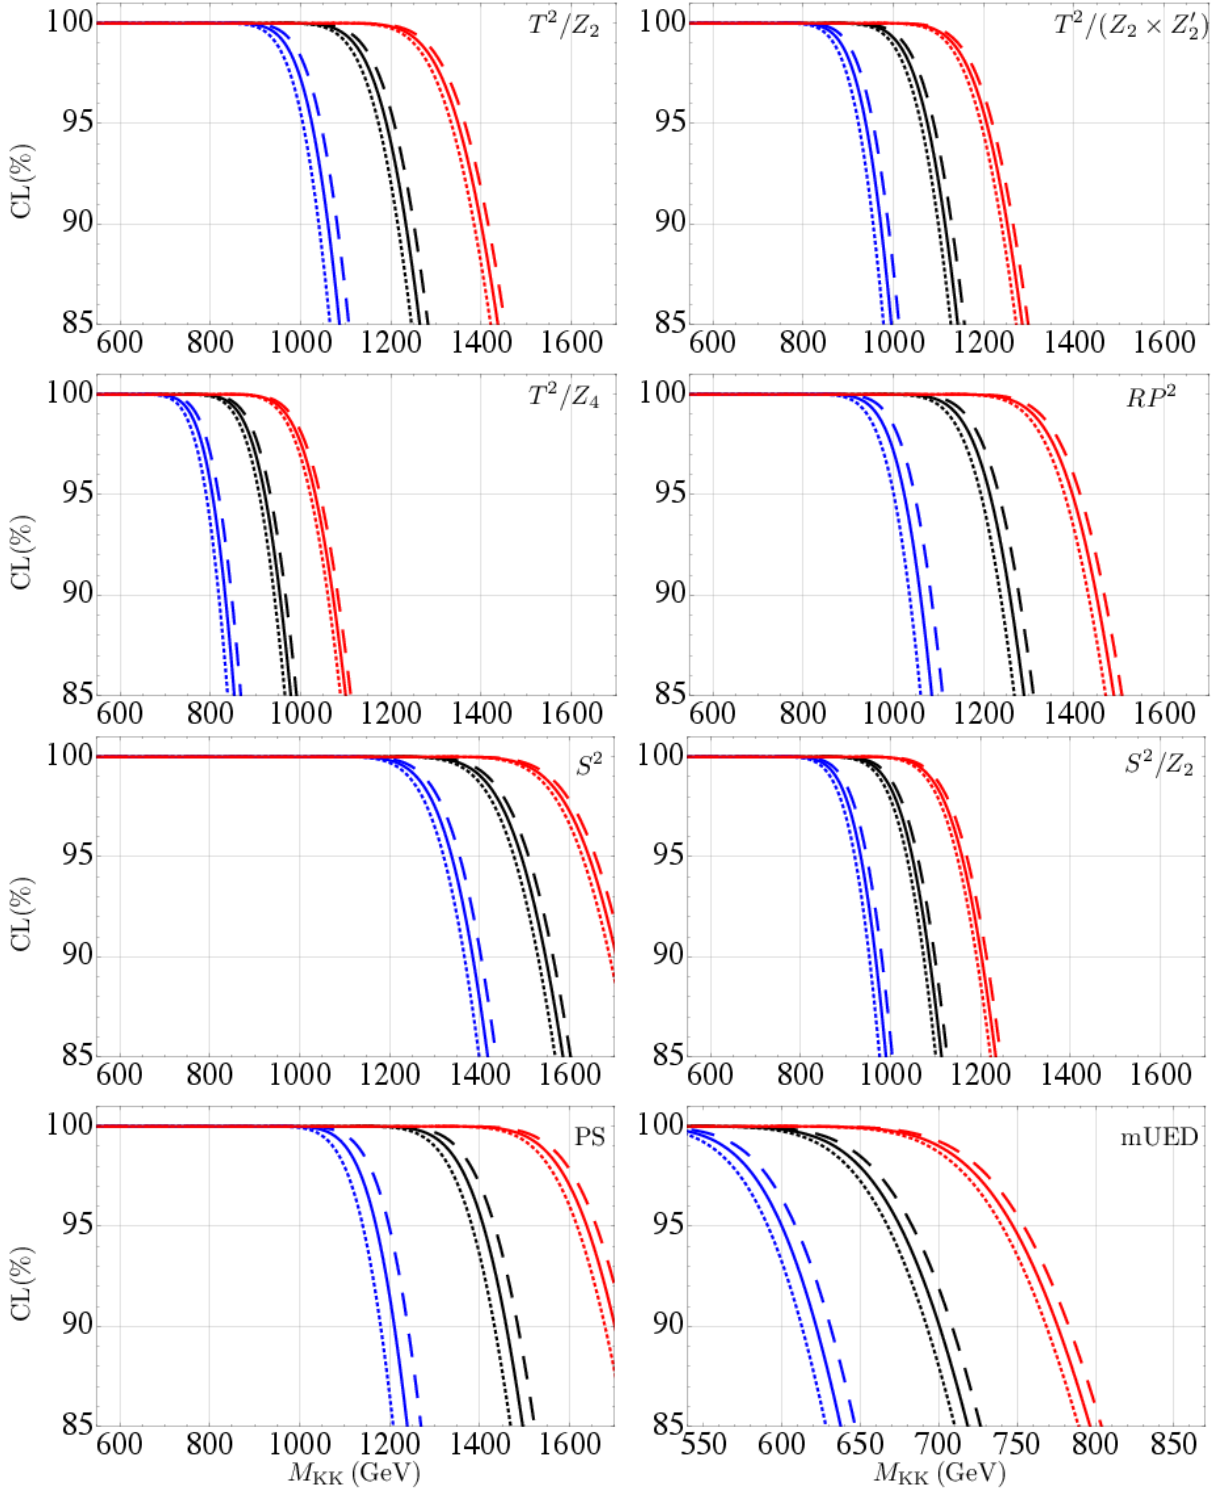 100 T²/Z₂
95
90
85
CL(%)
600 800 1000 1200 1400 1600
100 T²/(Z₂ × Z′₂)
95
90
85
600 800 1000 1200 1400 1600
100 T²/Z₄
95
90
85
CL(%)
600 800 1000 1200 1400 1600
100 RP²
95
90
85
600 800 1000 1200 1400 1600
100 S²
95
90
85
CL(%)
600 800 1000 1200 1400 1600
100 S²/Z₂
95
90
85
600 800 1000 1200 1400 1600
100 PS
95
90
85
CL(%)
600 800 1000 1200 1400 1600
M_KK (GeV)
100 mUED
95
90
85
550 600 650 700 750 800 850
M_KK (GeV)